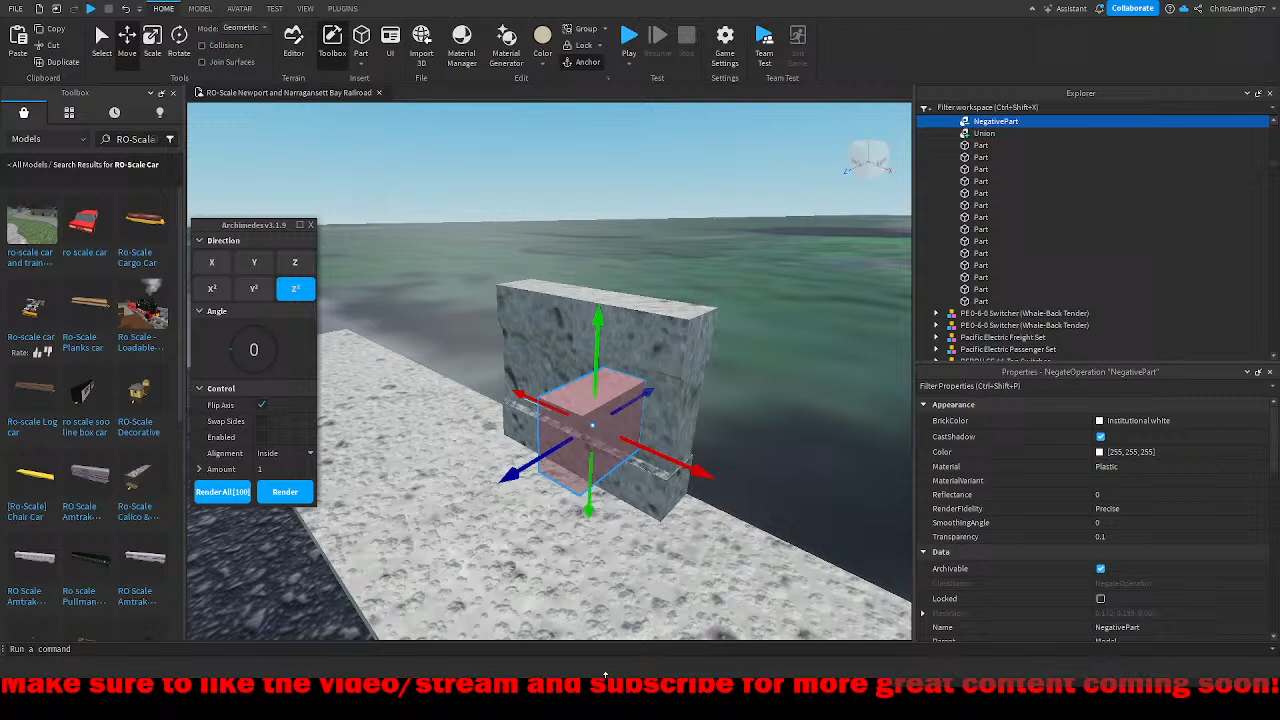 FILE HOME MODEL AVATAR TEST VIEW PLUGINS Assistant Collaborate ChrisGaming977
Paste Copy Cut Duplicate Select Move Scale Rotate Mode: Geometric Collisions Join Surfaces Editor Toolbox Part UI Import 3D Material Manager Material Generator Color Group Lock Anchor Play Resume Stop Game Settings Team Test Exit Game
Clipboard Tools Terrain Insert File Edit Test Settings Team Test
Toolbox
RO-Scale Newport and Narragansett Bay Railroad
Models RO-Scale
<All Models / Search Results for RO-Scale Car
ro-scale car and train···
ro scale car
Ro-Scale Cargo Car
Ro-scale car
Rate:
Ro-Scale Planks car
Ro-Scale - Loadable···
Ro-Scale Log car
ro scale soo line box car
Ro-Scale Decorative
[Ro-Scale] Chair Car
RO Scale Amtrak···
Ro-Scale Calico &···
RO Scale Amtrak···
Ro scale Pullman···
RO Scale Amtrak···
Archimedes v3.1.9
Direction
X Y Z
X² Y² Z²
Angle
0
Control
Flip Axis
Swap Sides
Enabled
Alignment Inside
Amount 1
Render All [100] Render
Z X
Explorer
Filter workspace (Ctrl+Shift+X)
NegativePart
Union
Part
Part
Part
Part
Part
Part
Part
Part
Part
Part
Part
Part
Part
Part
PE 0-6-0 Switcher (Whale-Back Tender)
PE 0-6-0 Switcher (Whale-Back Tender)
Pacific Electric Freight Set
Pacific Electric Passenger Set
Properties - NegateOperation "NegativePart"
Filter Properties (Ctrl+Shift+P)
Appearance
BrickColor Institutional white
CastShadow
Color [255, 255, 255]
Material Plastic
MaterialVariant
Reflectance 0
RenderFidelity Precise
SmoothingAngle 0
Transparency 0.1
Data
Archivable
ClassName NegateOperation
Locked
Name NegativePart
Parent Model
Run a command
Make sure to like the video/stream and subscribe for more great content coming soon!